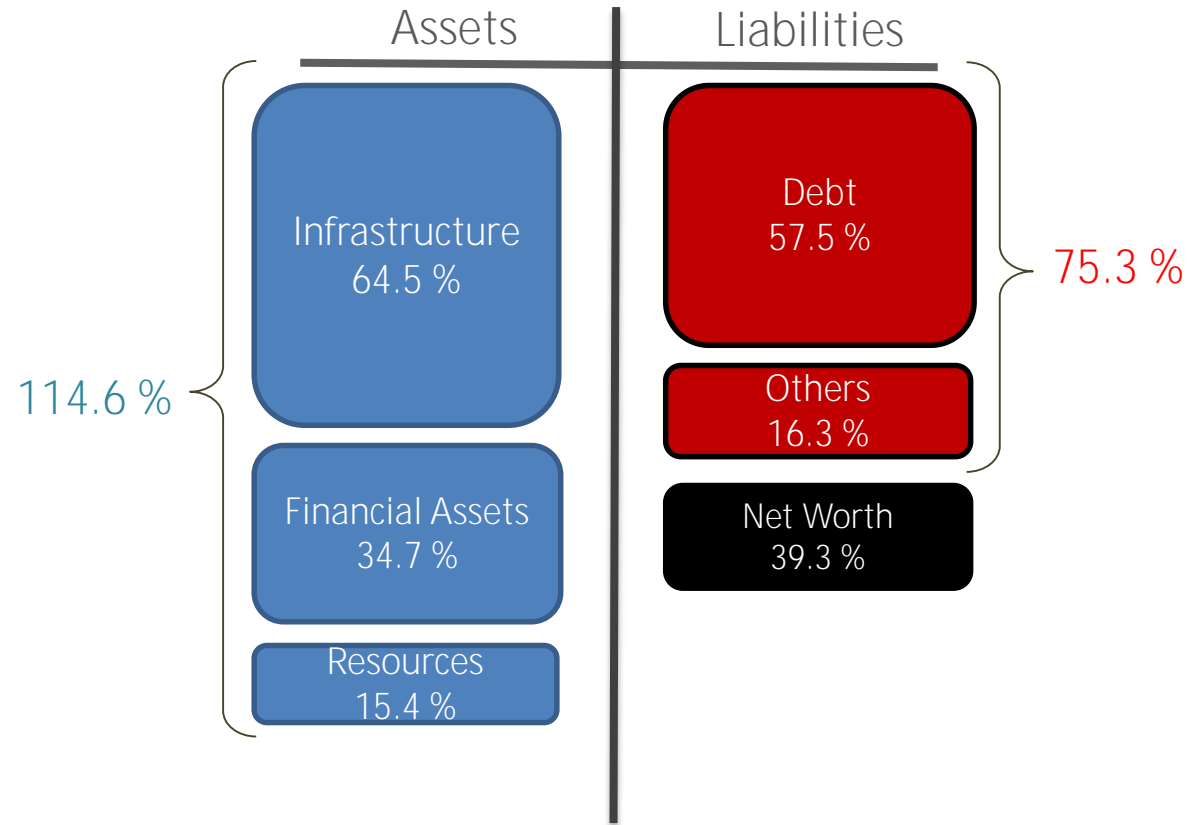 Assets
Infrastructure
64.5 %
Financial Assets
34.7 %
Resources
15.4 %
114.6 %
Liabilities
Debt
57.5 %
Others
16.3 %
75.3 %
Net Worth
39.3 %